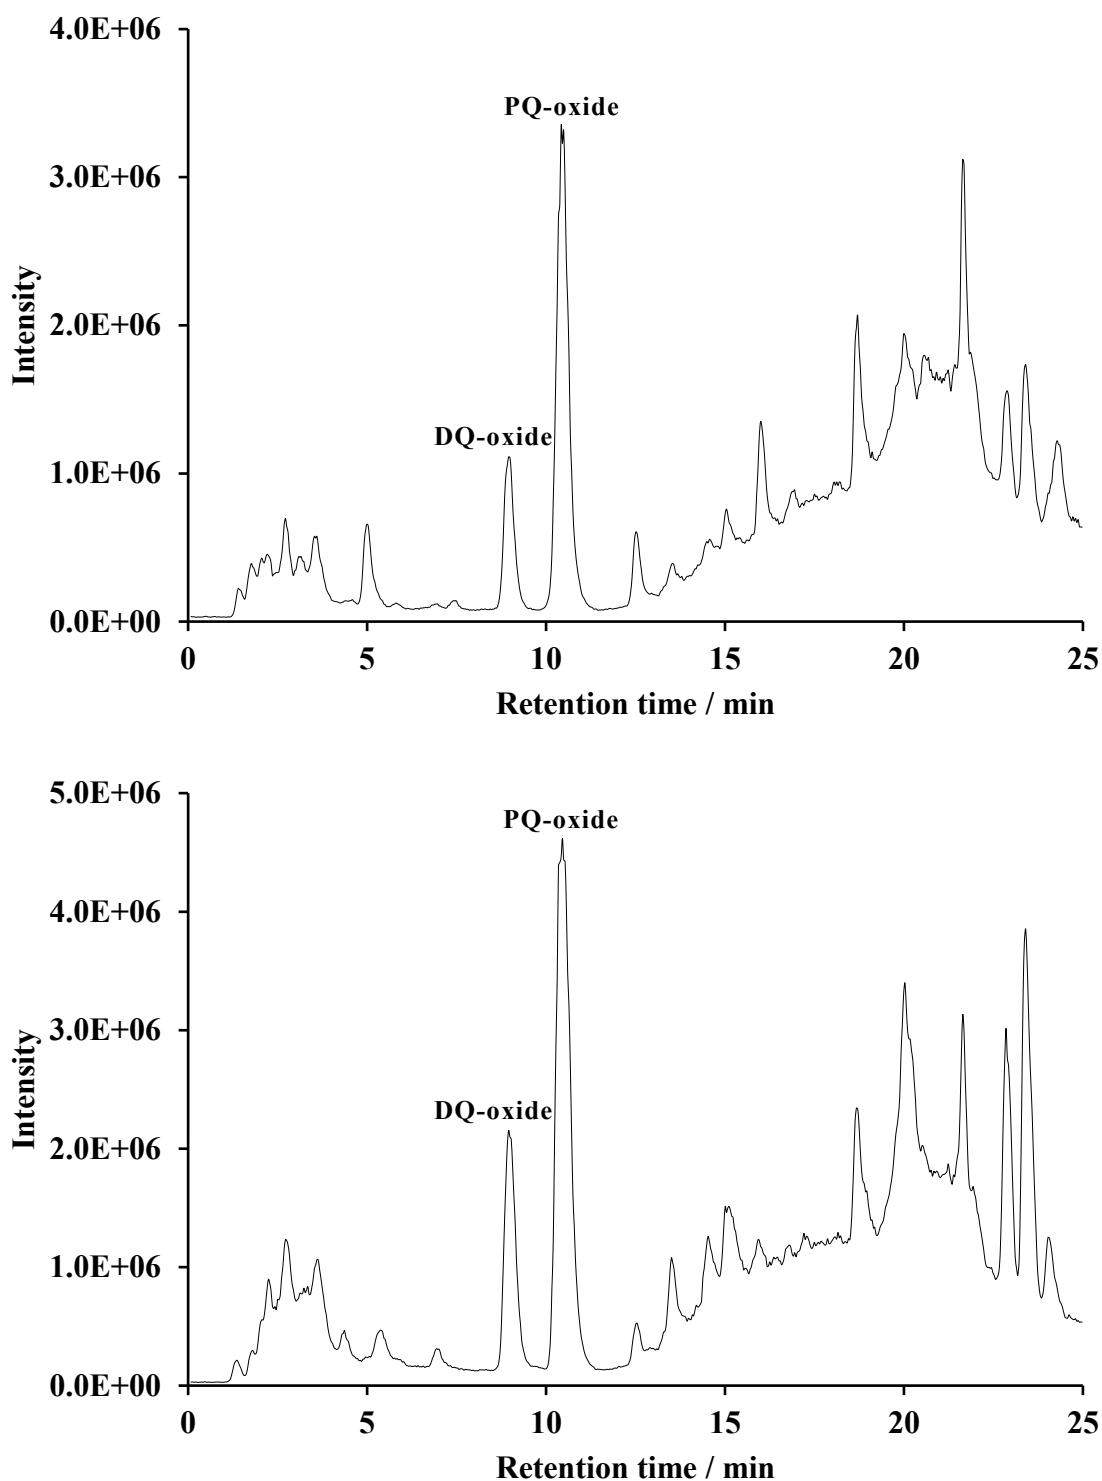 4.0E+06
PQ-oxide
3.0E+06
Intensity
2.0E+06
DQ-oxide
1.0E+06
0.0E+00
0 5 10 15 20 25
Retention time / min
5.0E+06
PQ-oxide
4.0E+06
3.0E+06
Intensity
DQ-oxide
2.0E+06
1.0E+06
0.0E+00
0 5 10 15 20 25
Retention time / min